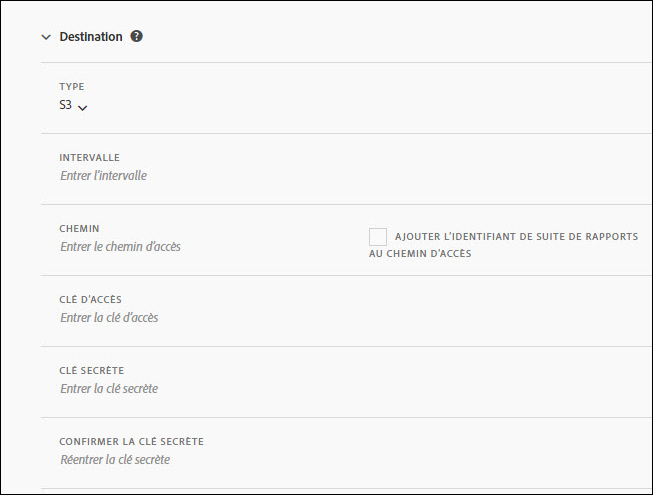 Destination ?
TYPE
S3
INTERVALLE
Entrer l'intervalle
CHEMIN
Entrer le chemin d'accès
AJOUTER L'IDENTIFIANT DE SUITE DE RAPPORTS
AU CHEMIN D'ACCÈS
CLÉ D'ACCÈS
Entrer la clé d'accès
CLÉ SECRÈTE
Entrer la clé secrète
CONFIRMER LA CLÉ SECRÈTE
Réentrer la clé secrète